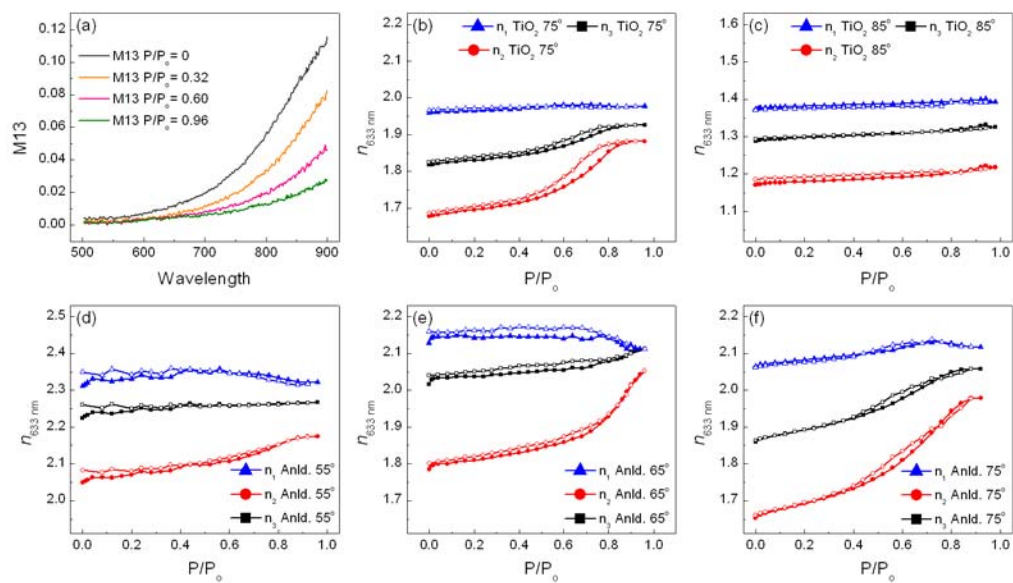 (a)
M13 P/P₀ = 0
M13 P/P₀ = 0.32
M13 P/P₀ = 0.60
M13 P/P₀ = 0.96
M13
0.12
0.10
0.08
0.06
0.04
0.02
0.00
500 600 700 800 900
Wavelength
(b)
n₁ TiO₂ 75° n₃ TiO₂ 75°
n₂ TiO₂ 75°
n₆₃₃ ₙₘ
2.2
2.1
2.0
1.9
1.8
1.7
0.0 0.2 0.4 0.6 0.8 1.0
P/P₀
(c)
n₁ TiO₂ 85° n₃ TiO₂ 85°
n₂ TiO₂ 85°
n₆₃₃ ₙₘ
1.6
1.5
1.4
1.3
1.2
1.1
0.0 0.2 0.4 0.6 0.8 1.0
P/P₀
(d)
n₆₃₃ ₙₘ
2.5
2.4
2.3
2.2
2.1
2.0
n₁ Anld. 55°
n₂ Anld. 55°
n₃ Anld. 55°
0.0 0.2 0.4 0.6 0.8 1.0
P/P₀
(e)
n₆₃₃ ₙₘ
2.2
2.1
2.0
1.9
1.8
1.7
n₁ Anld. 65°
n₂ Anld. 65°
n₃ Anld. 65°
0.0 0.2 0.4 0.6 0.8 1.0
P/P₀
(f)
n₆₃₃ ₙₘ
2.2
2.1
2.0
1.9
1.8
1.7
n₁ Anld. 75°
n₂ Anld. 75°
n₃ Anld. 75°
0.0 0.2 0.4 0.6 0.8 1.0
P/P₀